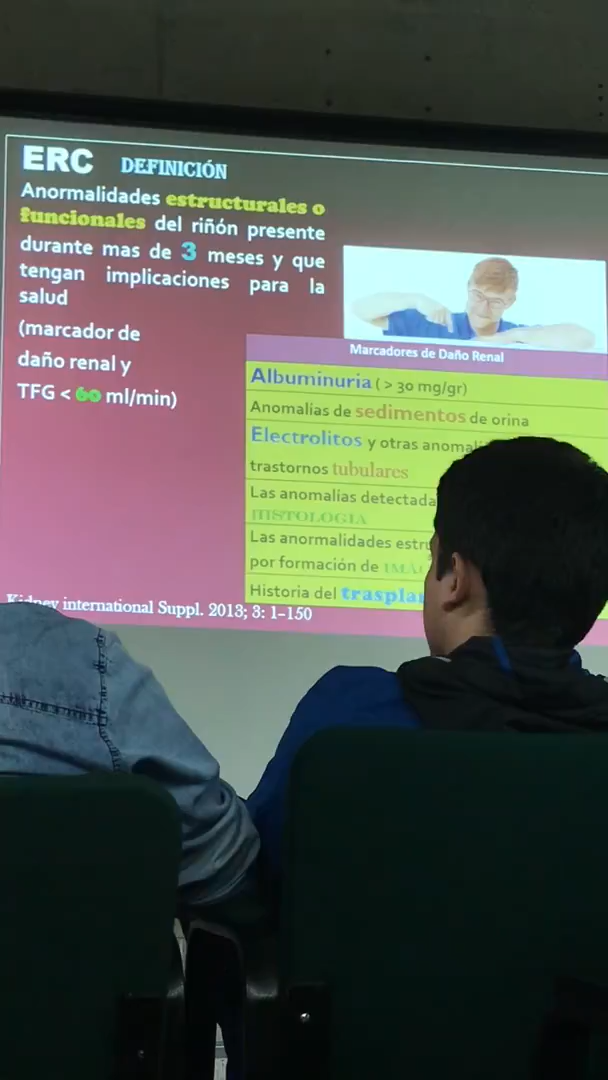 ERC DEFINICIÓN
Anormalidades estructurales o
funcionales del riñón presente
durante mas de 3 meses y que
tengan implicaciones para la
salud
(marcador de
daño renal y
TFG < 60 ml/min)
Marcadores de Daño Renal
Albuminuria ( > 30 mg/gr)
Anomalías de sedimentos de orina
Electrolitos y otras
trastornos tubulares
Las anomalías
HISTOLOGIA
Las anormalidades
por formación de
Historia del
Kidney international Suppl. 2013; 3: 1-150